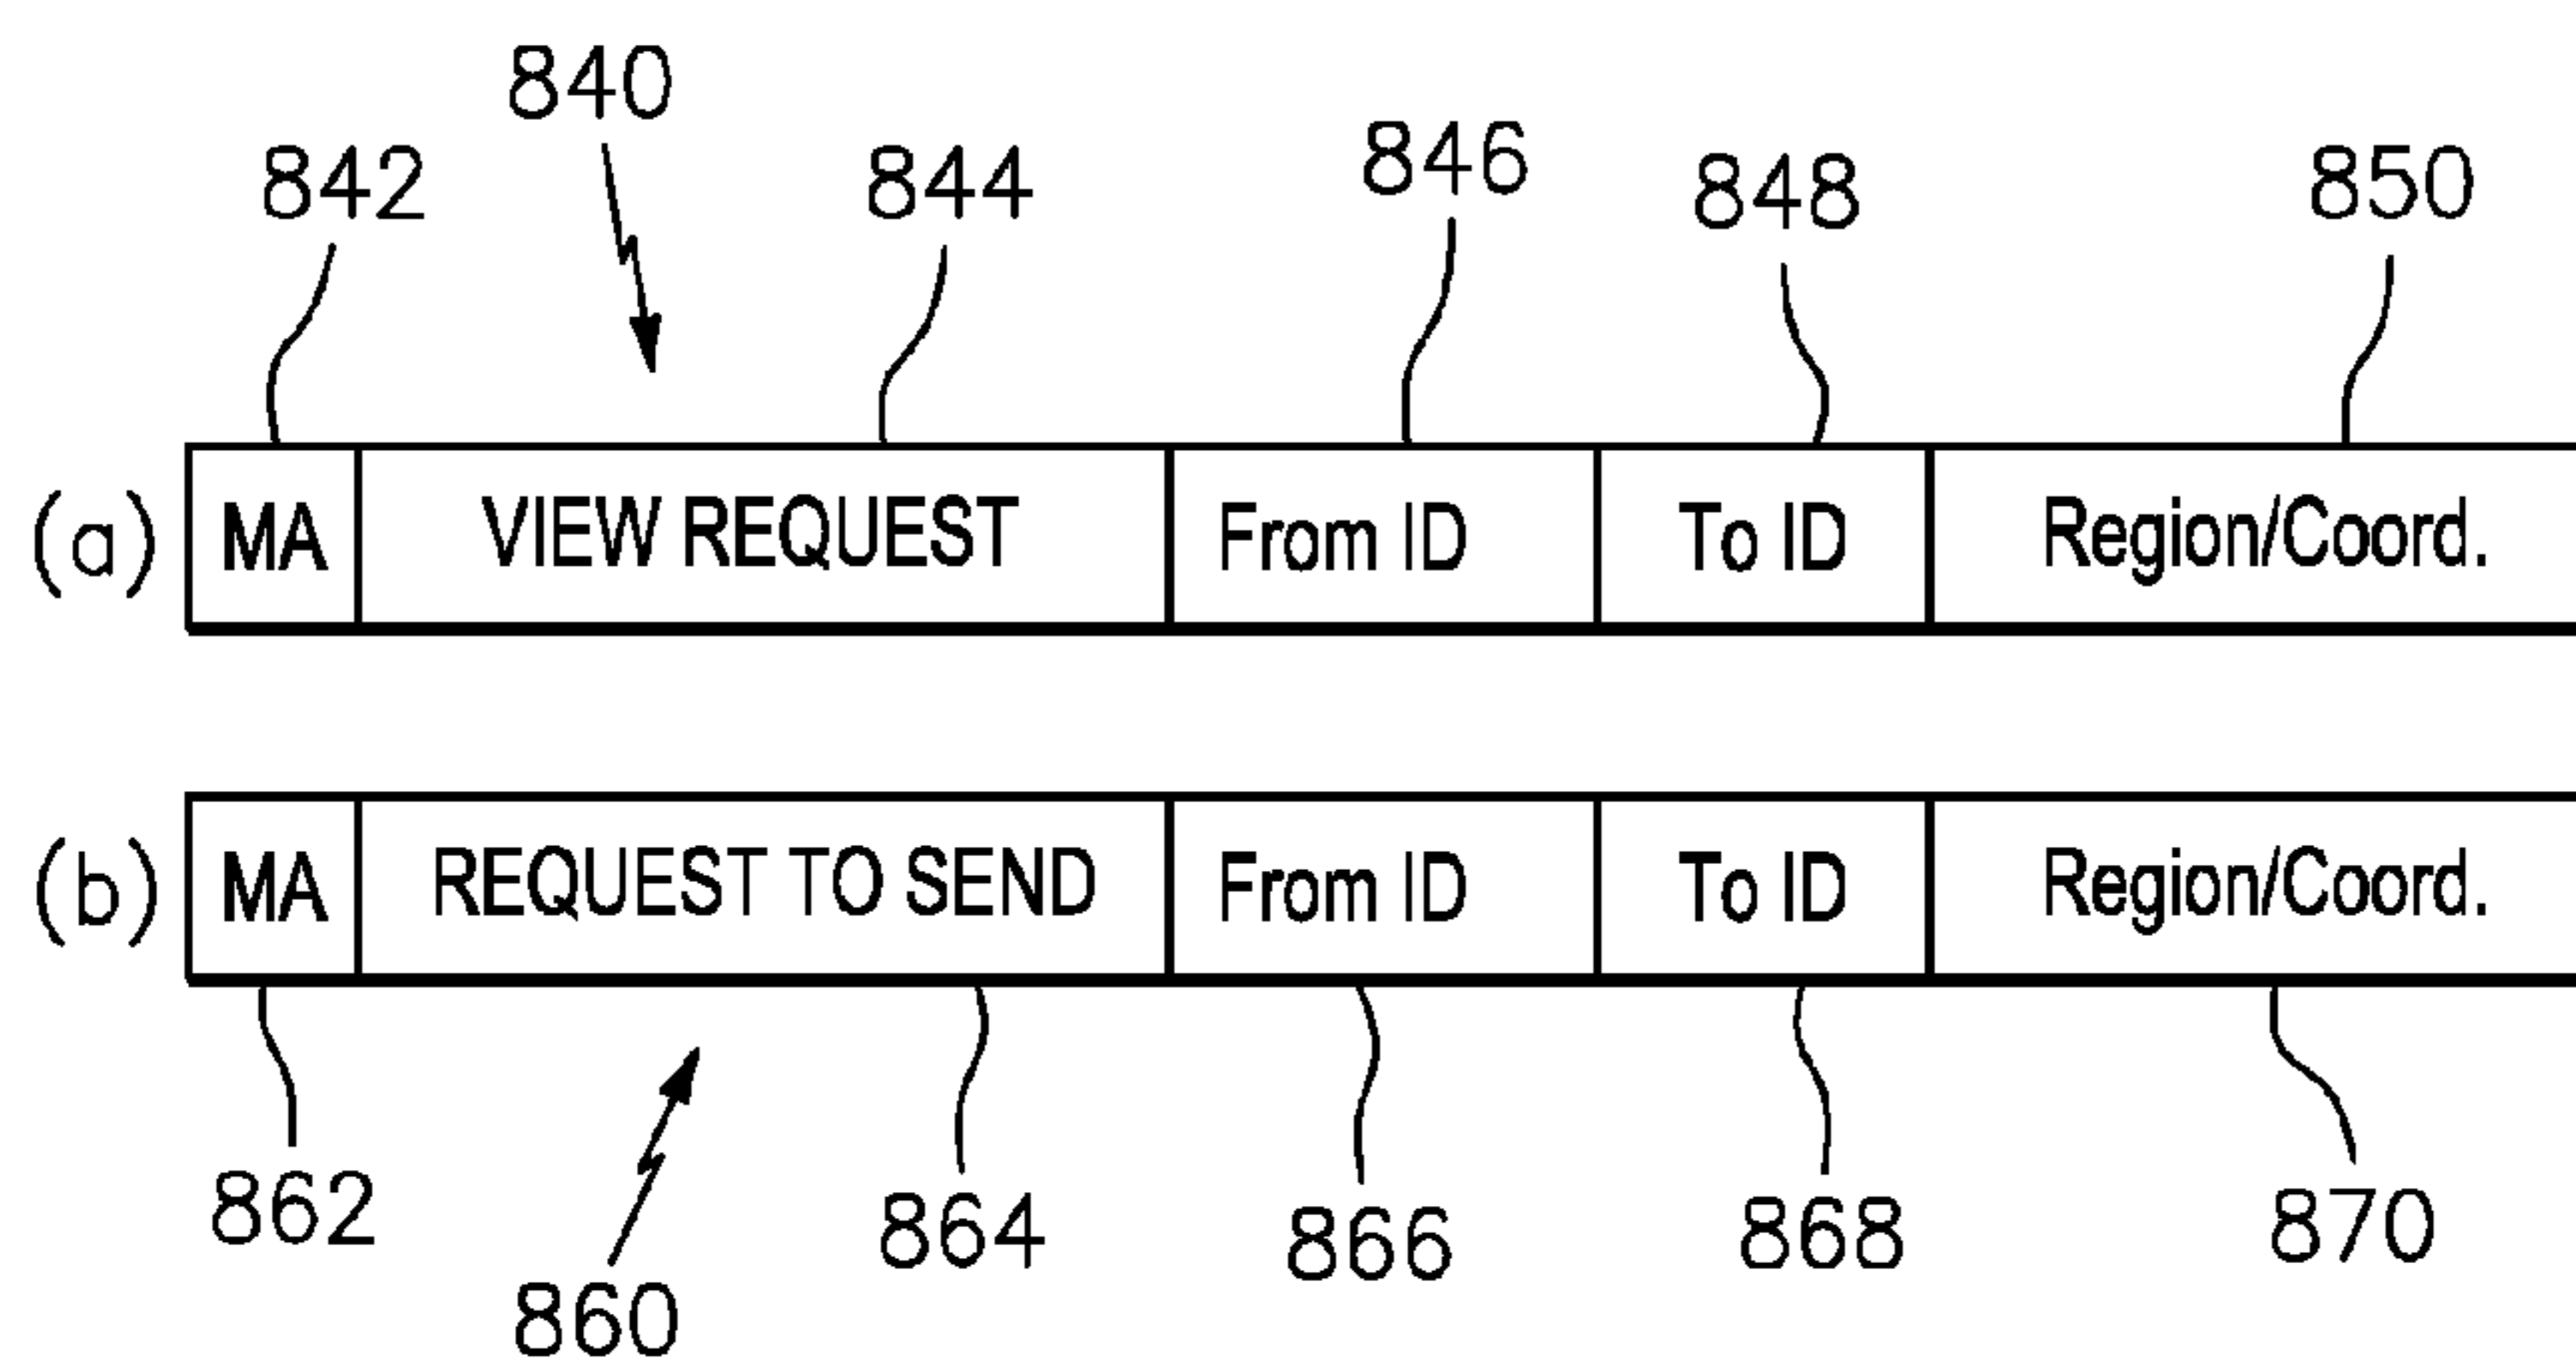 840
842 844 846 848 850
(a) MA VIEW REQUEST From ID To ID Region/Coord.
(b) MA REQUEST TO SEND From ID To ID Region/Coord.
862 864 866 868 870
860